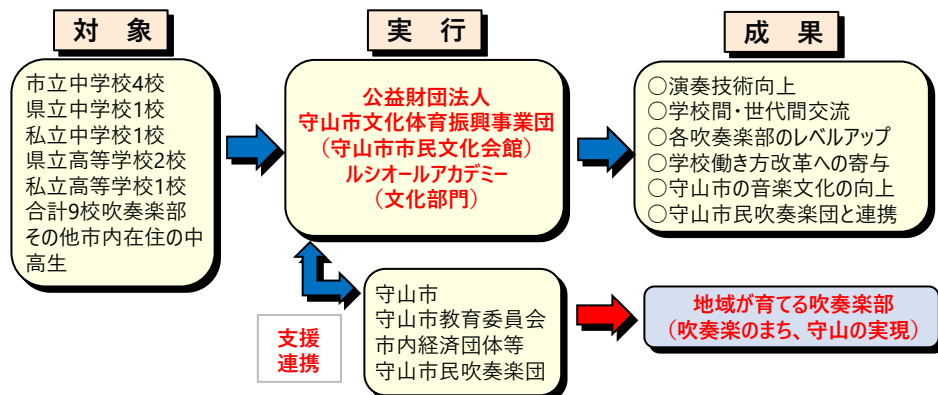 対　象
市立中学校4校
県立中学校1校
私立中学校1校
県立高等学校2校
私立高等学校1校
合計9校吹奏楽部
その他市内在住の中
高生
実　行
公益財団法人
守山市文化体育振興事業団
（守山市市民文化会館）
ルシオールアカデミー
（文化部門）
成　果
○演奏技術向上
○学校間・世代間交流
○各吹奏楽部のレベルアップ
○学校働き方改革への寄与
○守山市の音楽文化の向上
○守山市民吹奏楽団と連携
支援
連携
守山市
守山市教育委員会
市内経済団体等
守山市民吹奏楽団
地域が育てる吹奏楽部
（吹奏楽のまち、守山の実現）